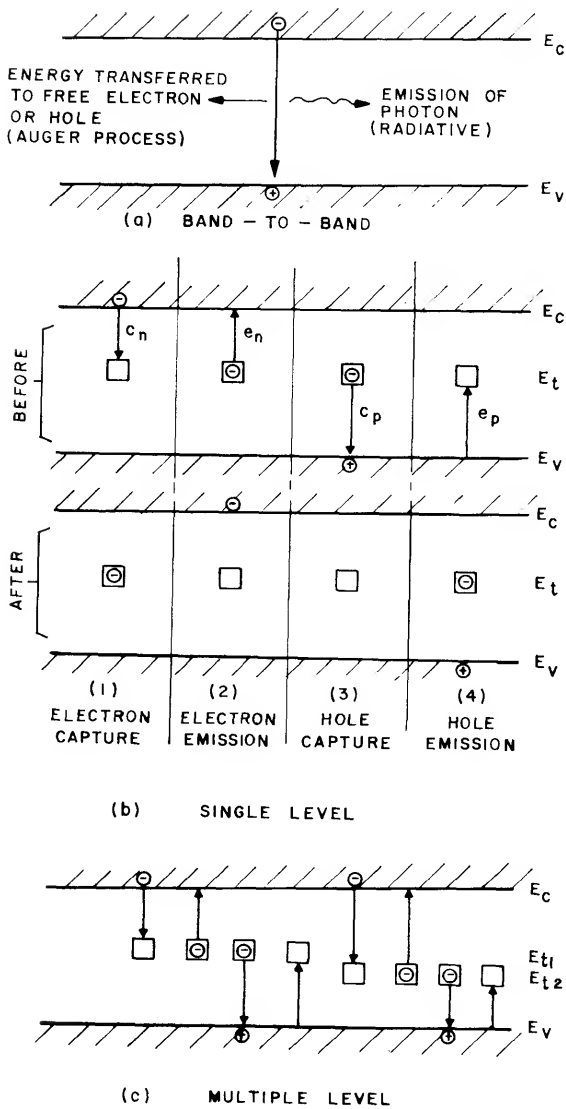 E_c
ENERGY TRANSFERRED
TO FREE ELECTRON
OR HOLE
(AUGER PROCESS)
EMISSION OF
PHOTON
(RADIATIVE)
E_v
(a) BAND - TO - BAND
BEFORE
c_n
e_n
c_p
e_p
E_c
E_t
E_v
AFTER
E_c
E_t
E_v
(1)
ELECTRON
CAPTURE
(2)
ELECTRON
EMISSION
(3)
HOLE
CAPTURE
(4)
HOLE
EMISSION
(b) SINGLE LEVEL
E_c
E_t1
E_t2
E_v
(c) MULTIPLE LEVEL